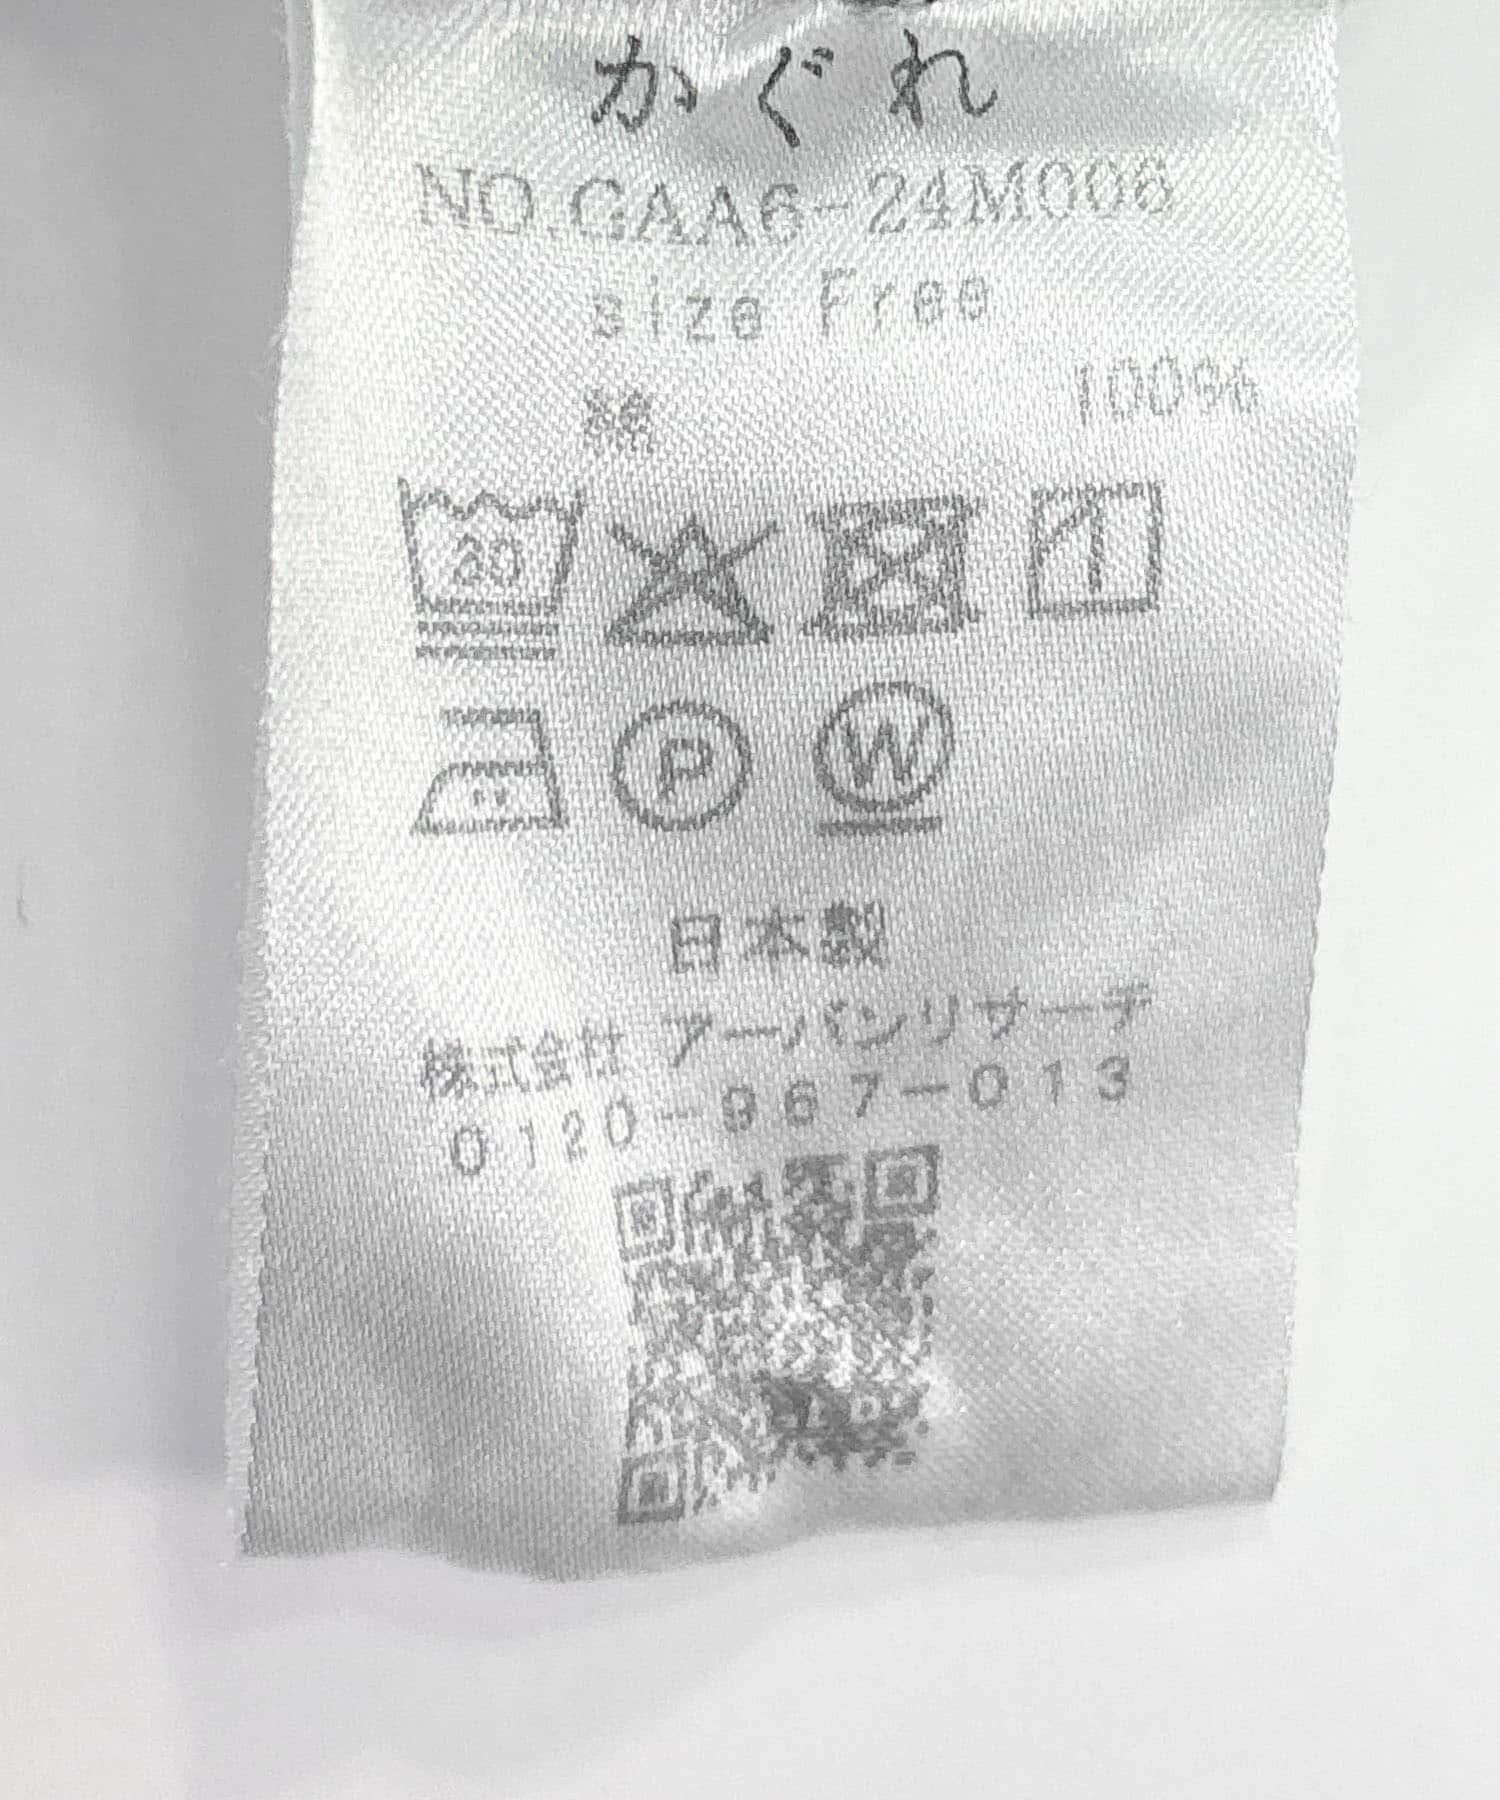 かぐれ
NO.GAA6-24M006
size Free
綿 100%
30
P W
日本製
株式会社 アーバンリサーチ
0120-967-013